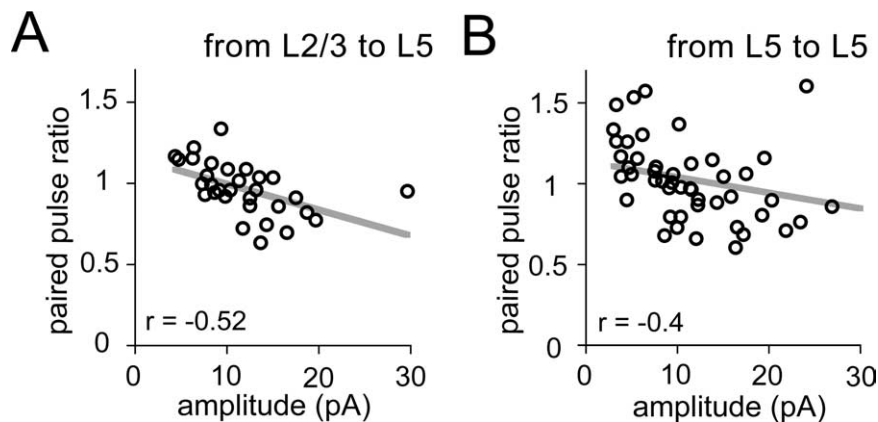 A
from L2/3 to L5
paired pulse ratio
1.5
1
0.5
0
r = -0.52
0 10 20 30
amplitude (pA)
B
from L5 to L5
paired pulse ratio
1.5
1
0.5
0
r = -0.4
0 10 20 30
amplitude (pA)